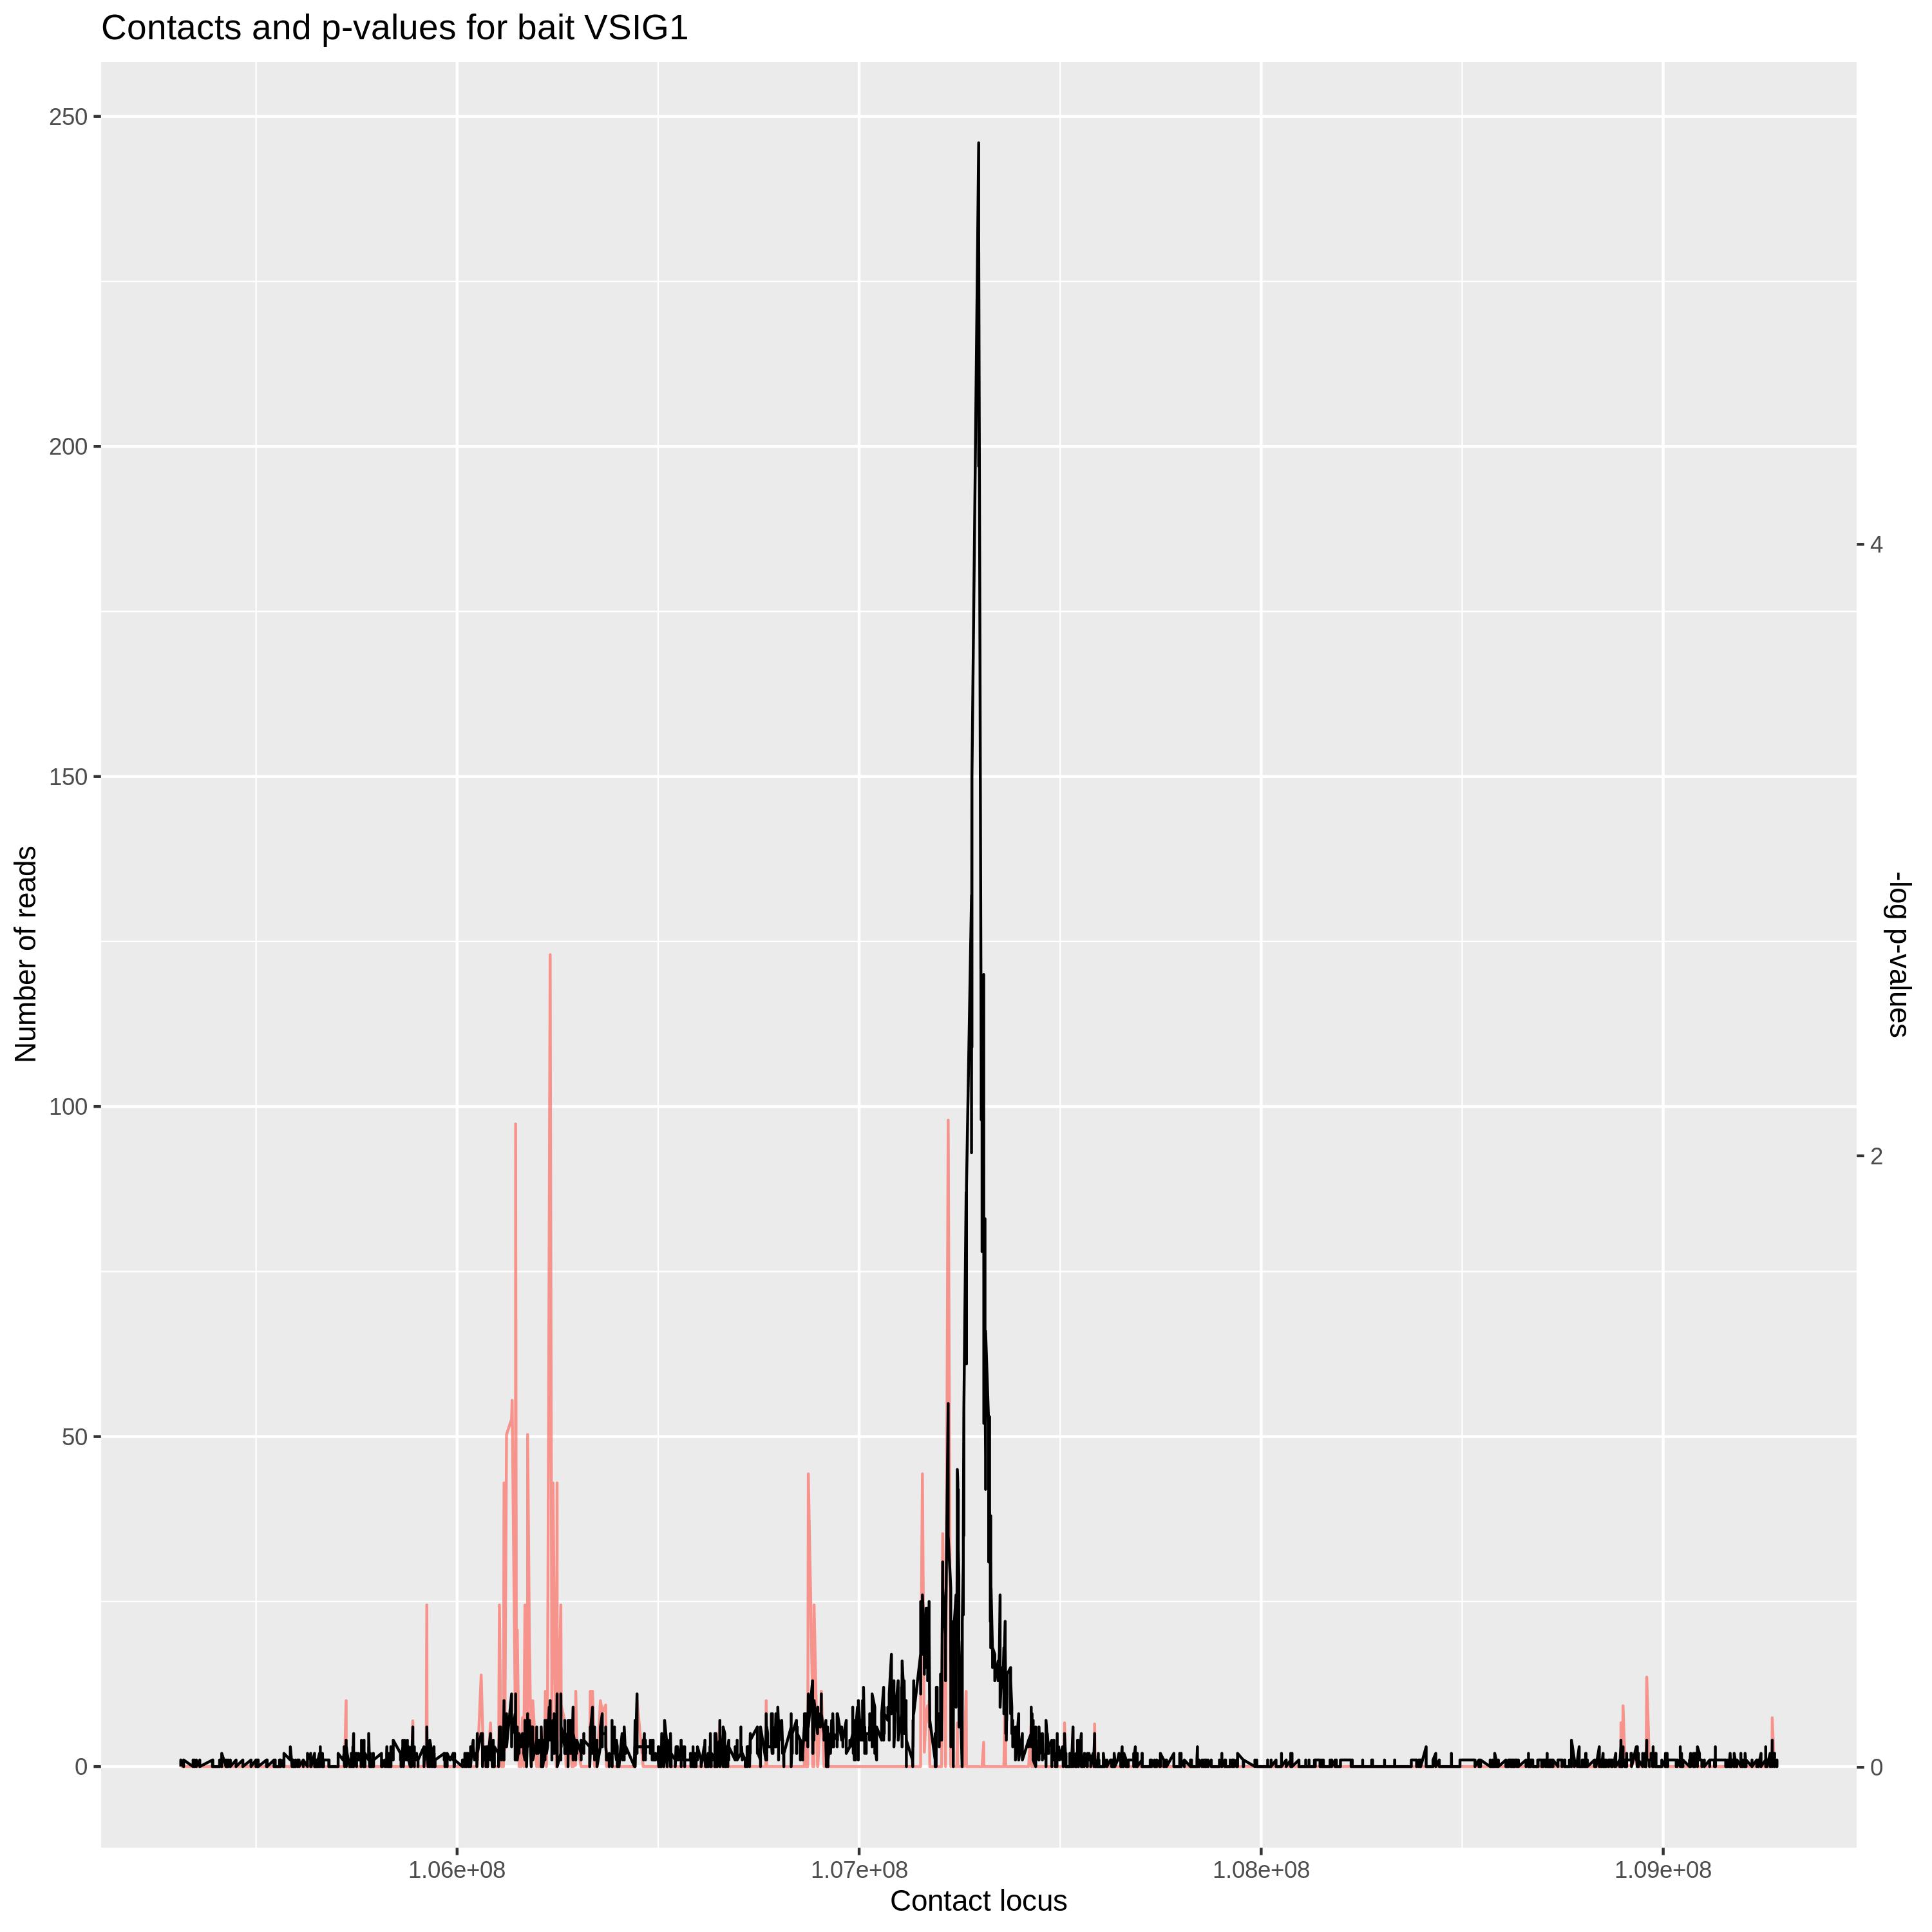 Contacts and p-values for bait VSIG1
250
200
150
100
50
0
Number of reads
4
2
0
-log p-values
1.06e+08
1.07e+08
1.08e+08
1.09e+08
Contact locus